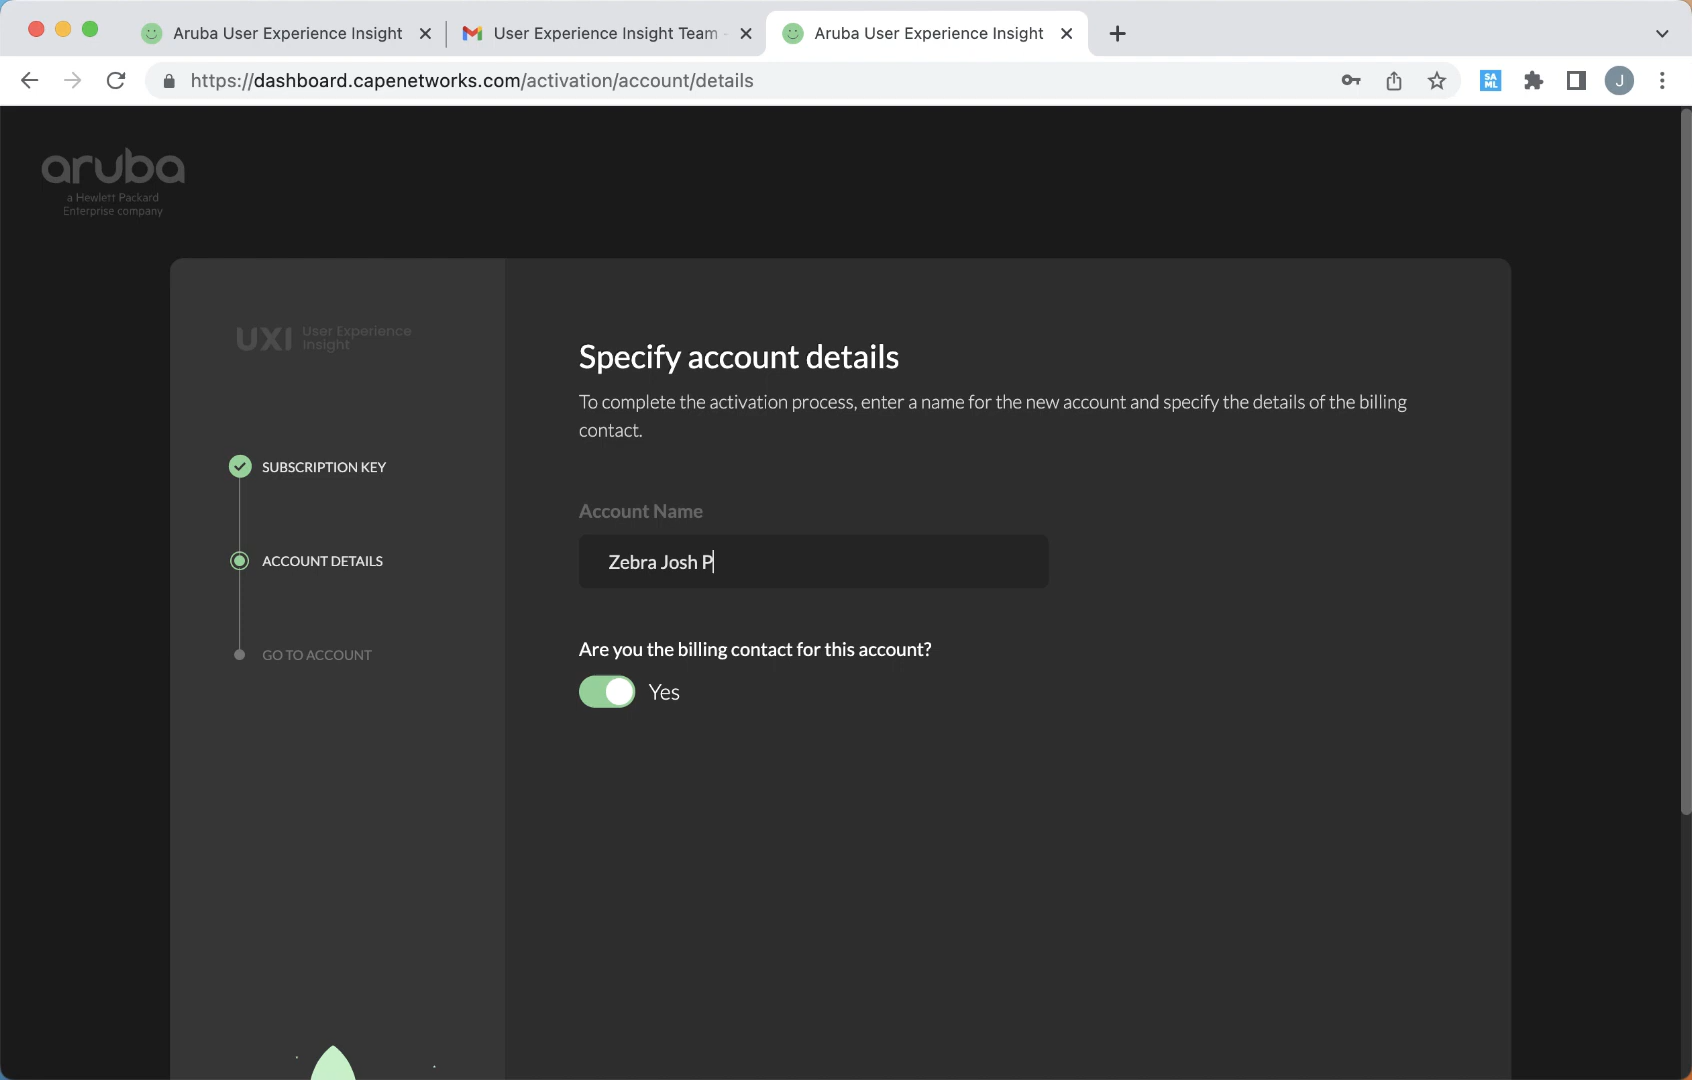 Aruba User Experience Insight
User Experience Insight Team -
Aruba User Experience Insight
https://dashboard.capenetworks.com/activation/account/details
SA
ML
J
aruba
a Hewlett Packard
Enterprise company
UXI User Experience
Insight
Specify account details
To complete the activation process, enter a name for the new account and specify the details of the billing
contact.
SUBSCRIPTION KEY
Account Name
ACCOUNT DETAILS
Zebra Josh P
Are you the billing contact for this account?
GO TO ACCOUNT
Yes